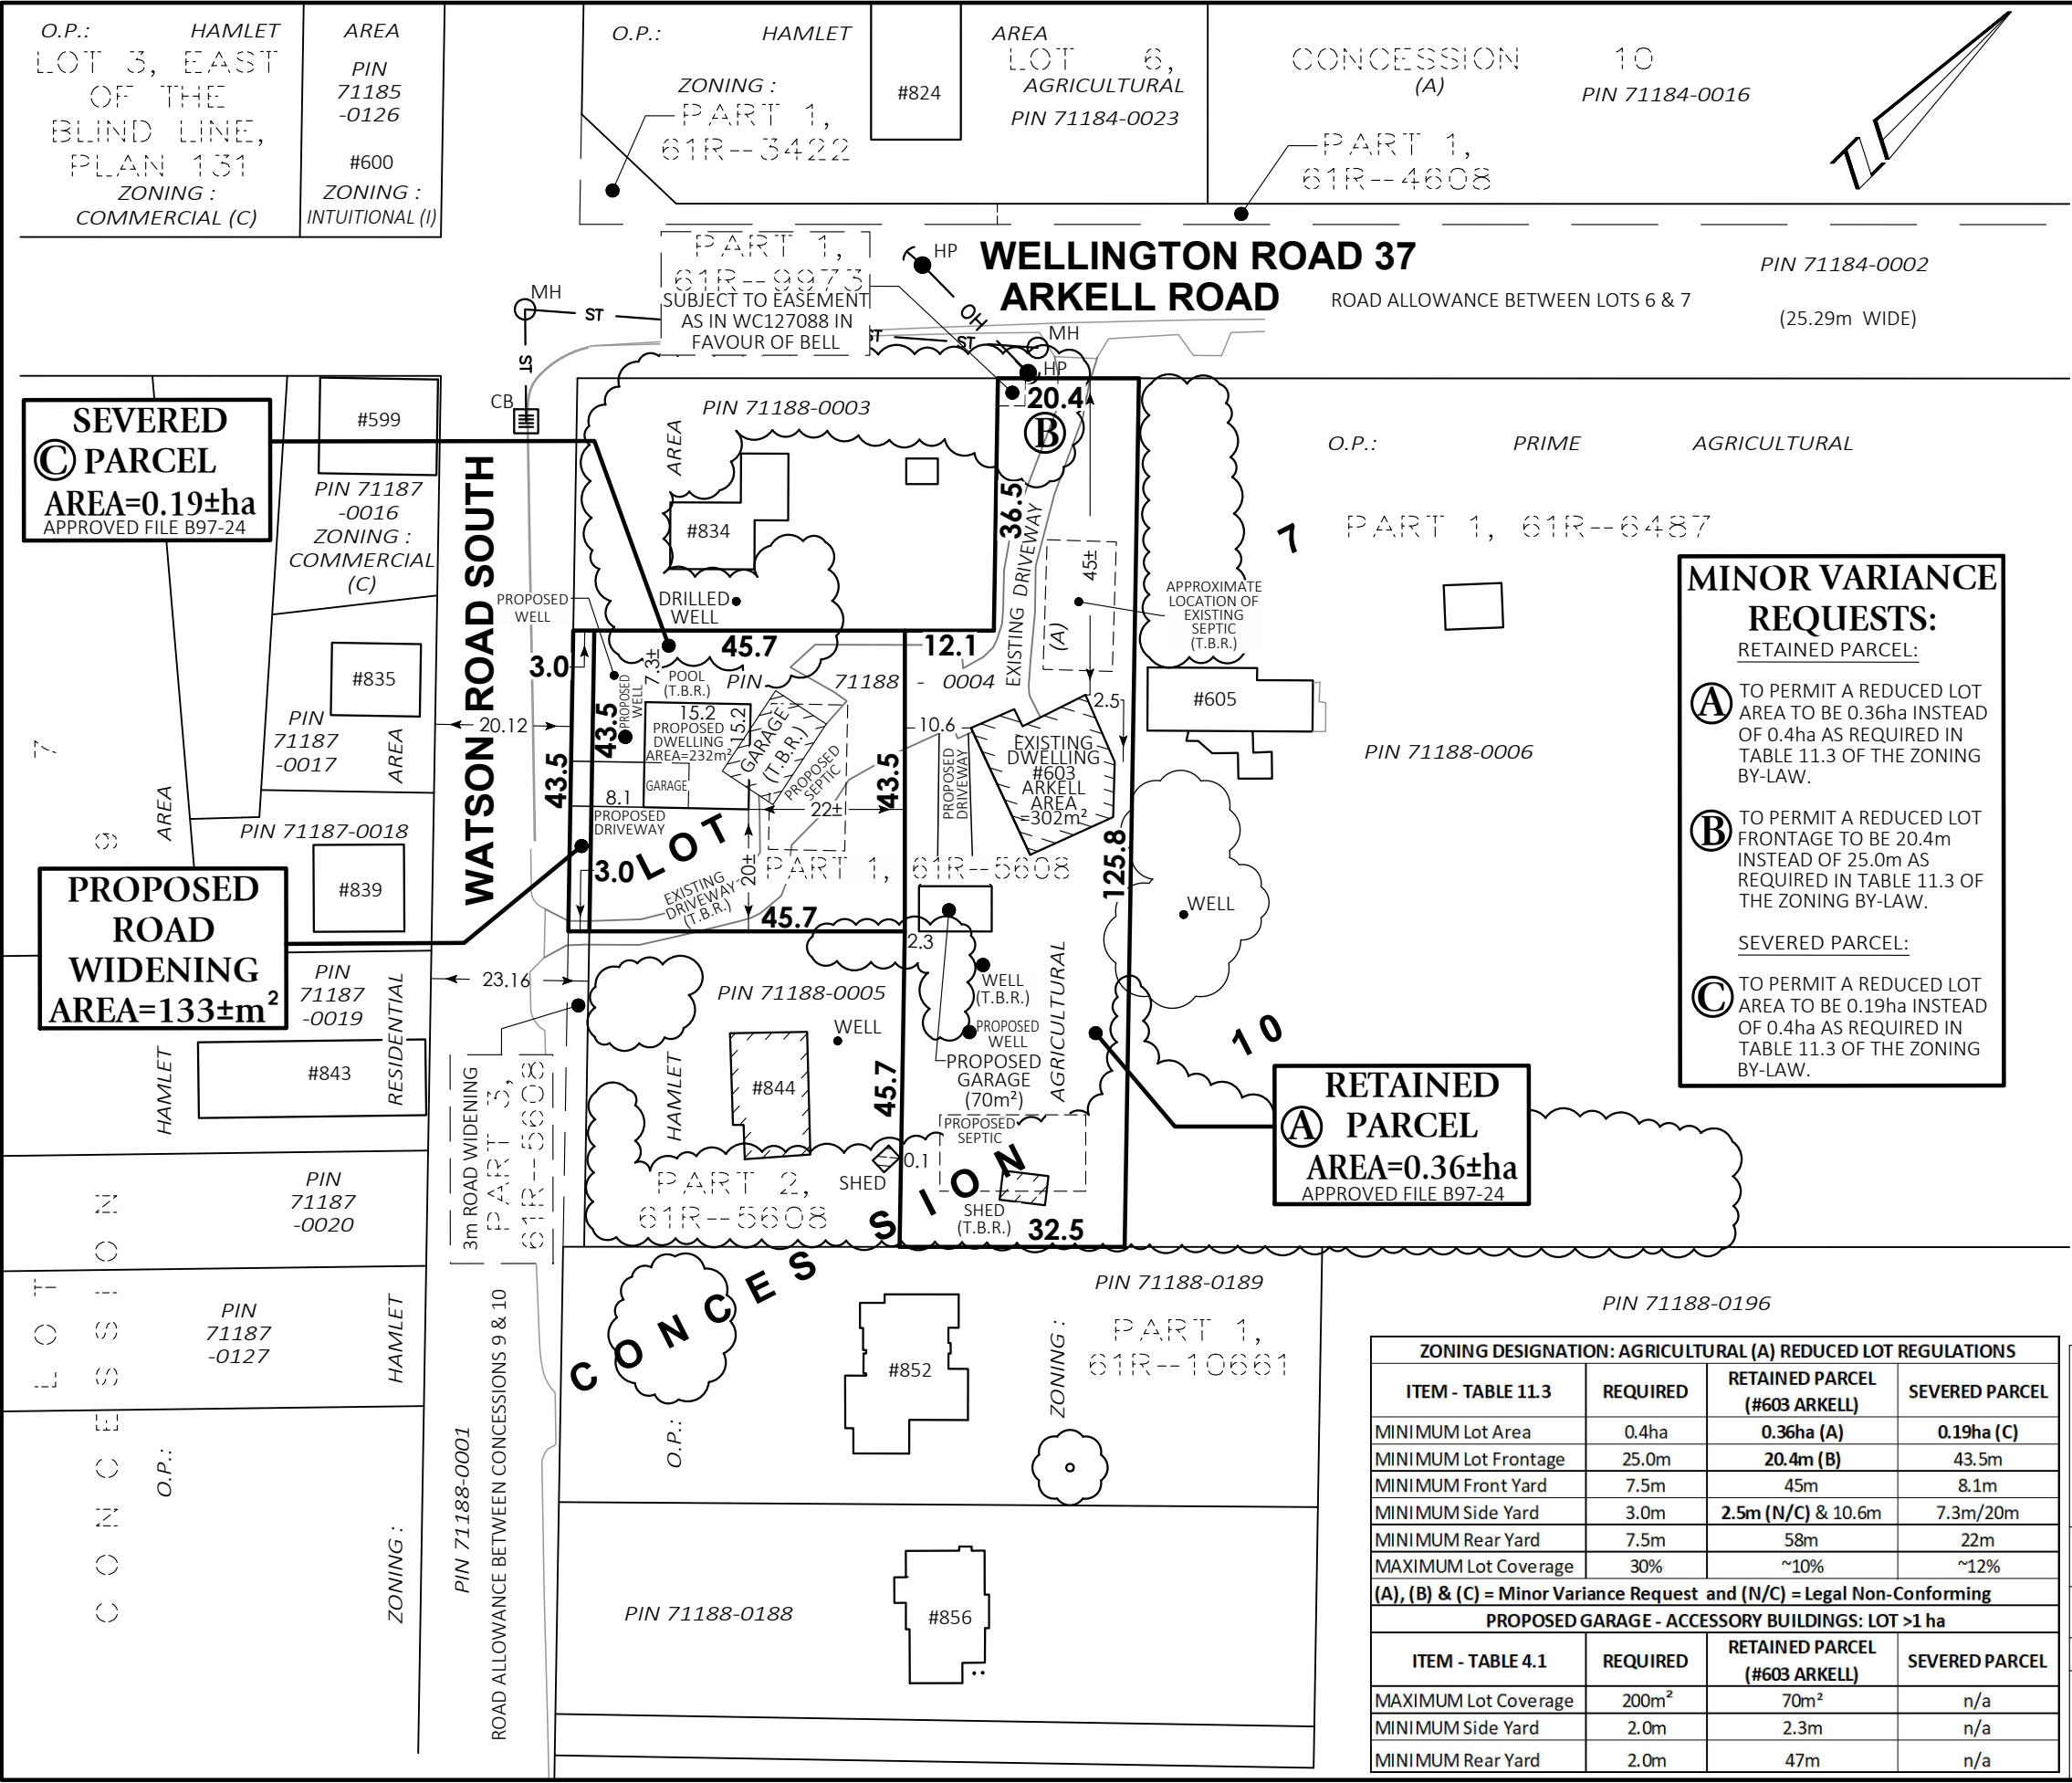 O.P.: HAMLET AREA
LOT 3, EAST
OF THE
BLIND LINE,
PLAN 131
ZONING :
COMMERCIAL (C)
PIN
71185
-0126
#600
ZONING :
INTUITIONAL (I)
O.P.: HAMLET AREA
ZONING :
PART 1,
61R--3422
#824
LOT 6, CONCESSION 10
AGRICULTURAL (A)
PIN 71184-0023
PIN 71184-0016
PART 1,
61R--4608
PART 1,
61R--9973
SUBJECT TO EASEMENT
AS IN WC127088 IN
FAVOUR OF BELL
HP
WELLINGTON ROAD 37
ARKELL ROAD
ROAD ALLOWANCE BETWEEN LOTS 6 & 7
PIN 71184-0002
(25.29m WIDE)
MH
ST
ST
OH
ST
ST
MH
HP
CB
SEVERED
C PARCEL
AREA=0.19±ha
APPROVED FILE B97-24
#599
PIN 71187
-0016
ZONING :
COMMERCIAL
(C)
WATSON ROAD SOUTH
PIN 71188-0003
AREA
#834
DRILLED
WELL
20.4
B
36.5
EXISTING DRIVEWAY
45±
(A)
APPROXIMATE
LOCATION OF
EXISTING
SEPTIC
(T.B.R.)
O.P.: PRIME AGRICULTURAL
7
PART 1, 61R--6487
MINOR VARIANCE
REQUESTS:
RETAINED PARCEL:
A TO PERMIT A REDUCED LOT
AREA TO BE 0.36ha INSTEAD
OF 0.4ha AS REQUIRED IN
TABLE 11.3 OF THE ZONING
BY-LAW.
B TO PERMIT A REDUCED LOT
FRONTAGE TO BE 20.4m
INSTEAD OF 25.0m AS
REQUIRED IN TABLE 11.3 OF
THE ZONING BY-LAW.
SEVERED PARCEL:
C TO PERMIT A REDUCED LOT
AREA TO BE 0.19ha INSTEAD
OF 0.4ha AS REQUIRED IN
TABLE 11.3 OF THE ZONING
BY-LAW.
PROPOSED
WELL
3.0
45.7
12.1
7.3±
POOL
(T.B.R.)
PIN 71188 - 0004
PROPOSED
WELL
43.5
43.5
15.2
15.2
PROPOSED
DWELLING
AREA=232m²
GARAGE
8.1
PROPOSED
DRIVEWAY
GARAGE
(T.B.R.)
PROPOSED
SEPTIC
22±
43.5
10.6
PROPOSED
DRIVEWAY
EXISTING
DWELLING
#603
ARKELL
AREA
=302m²
2.5
#605
PIN 71188-0006
#835
PIN
71187
-0017
AREA
20.12
7
9
AREA
PIN 71187-0018
#839
PROPOSED
ROAD
WIDENING
AREA=133±m²
3.0
LOT
EXISTING
DRIVEWAY
(T.B.R.)
20±
45.7
PART 1, 61R--5608
125.8
WELL
2.3
WELL
(T.B.R.)
PROPOSED
WELL
PROPOSED
GARAGE
(70m²)
AGRICULTURAL
10
PIN
71187
-0019
RESIDENTIAL
23.16
PIN 71188-0005
WELL
HAMLET
#843
3m ROAD WIDENING
PART 3,
61R-5608
HAMLET
#844
45.7
PROPOSED
SEPTIC
0.1
SHED
PART 2,
61R--5608
SHED
(T.B.R.)
32.5
RETAINED
A PARCEL
AREA=0.36±ha
APPROVED FILE B97-24
CONCESSION
PIN
71187
-0020
LOT
CONCESSION
PIN
71187
-0127
HAMLET
O.P.:
ZONING :
PIN 71188-0001
ROAD ALLOWANCE BETWEEN CONCESSIONS 9 & 10
O.P.:
#852
ZONING :
PIN 71188-0189
PART 1,
61R--10661
PIN 71188-0196
PIN 71188-0188
#856
ZONING DESIGNATION: AGRICULTURAL (A) REDUCED LOT REGULATIONS
ITEM - TABLE 11.3 REQUIRED RETAINED PARCEL (#603 ARKELL) SEVERED PARCEL
MINIMUM Lot Area 0.4ha 0.36ha (A) 0.19ha (C)
MINIMUM Lot Frontage 25.0m 20.4m (B) 43.5m
MINIMUM Front Yard 7.5m 45m 8.1m
MINIMUM Side Yard 3.0m 2.5m (N/C) & 10.6m 7.3m/20m
MINIMUM Rear Yard 7.5m 58m 22m
MAXIMUM Lot Coverage 30% ~10% ~12%
(A), (B) & (C) = Minor Variance Request and (N/C) = Legal Non-Conforming
PROPOSED GARAGE - ACCESSORY BUILDINGS: LOT >1 ha
ITEM - TABLE 4.1 REQUIRED RETAINED PARCEL (#603 ARKELL) SEVERED PARCEL
MAXIMUM Lot Coverage 200m² 70m² n/a
MINIMUM Side Yard 2.0m 2.3m n/a
MINIMUM Rear Yard 2.0m 47m n/a